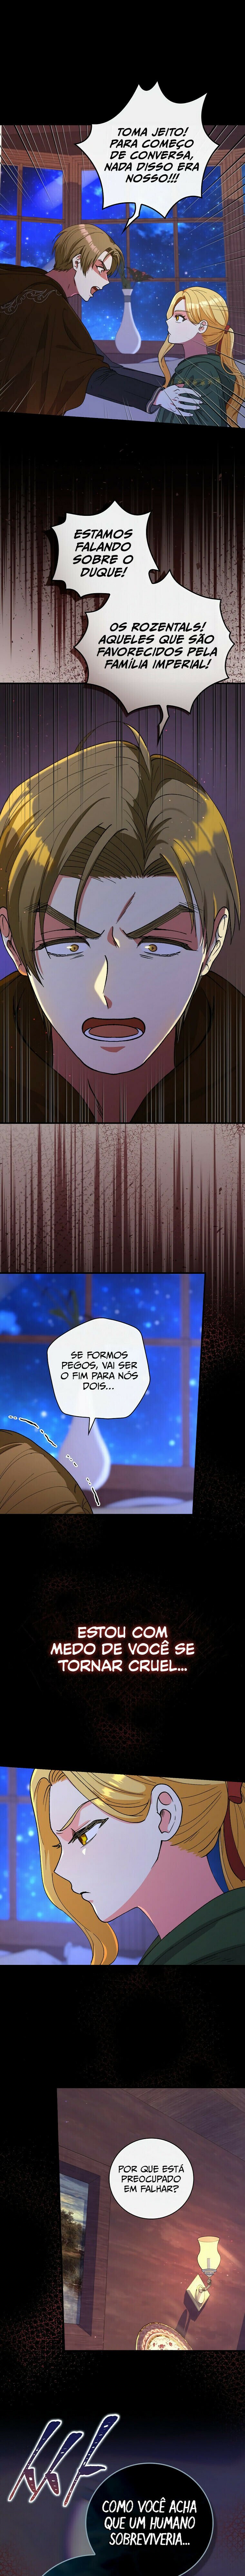 TOMA JEITO!
PARA COMEÇO
DE CONVERSA,
NADA DISSO ERA
NOSSO!!!
ESTAMOS
FALANDO
SOBRE O
DUQUE!
OS ROZENTALS!
AQUELES QUE SÃO
FAVORECIDOS PELA
FAMÍLIA IMPERIAL!
SE FORMOS
PEGOS, VAI SER
O FIM PARA NÓS
DOIS...
ESTOU COM
MEDO DE VOCÊ SE
TORNAR CRUEL...
POR QUE ESTÁ
PREOCUPADO
EM FALHAR?
COMO VOCÊ ACHA
QUE UM HUMANO
SOBREVIVERIA...